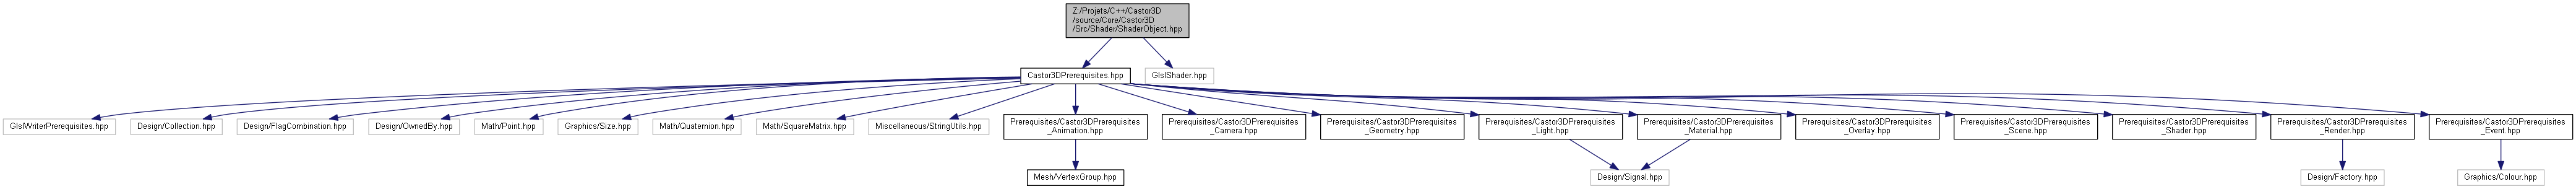 Z:/Projets/C++/Castor3D
/source/Core/Castor3D
/Src/Shader/ShaderObject.hpp
Castor3DPrerequisites.hpp
GlslShader.hpp
GlslWriterPrerequisites.hpp
Design/Collection.hpp
Design/FlagCombination.hpp
Design/OwnedBy.hpp
Math/Point.hpp
Graphics/Size.hpp
Math/Quaternion.hpp
Math/SquareMatrix.hpp
Miscellaneous/StringUtils.hpp
Prerequisites/Castor3DPrerequisites
_Animation.hpp
Prerequisites/Castor3DPrerequisites
_Camera.hpp
Prerequisites/Castor3DPrerequisites
_Geometry.hpp
Prerequisites/Castor3DPrerequisites
_Light.hpp
Prerequisites/Castor3DPrerequisites
_Material.hpp
Prerequisites/Castor3DPrerequisites
_Overlay.hpp
Prerequisites/Castor3DPrerequisites
_Scene.hpp
Prerequisites/Castor3DPrerequisites
_Shader.hpp
Prerequisites/Castor3DPrerequisites
_Render.hpp
Prerequisites/Castor3DPrerequisites
_Event.hpp
Mesh/VertexGroup.hpp
Design/Signal.hpp
Design/Factory.hpp
Graphics/Colour.hpp